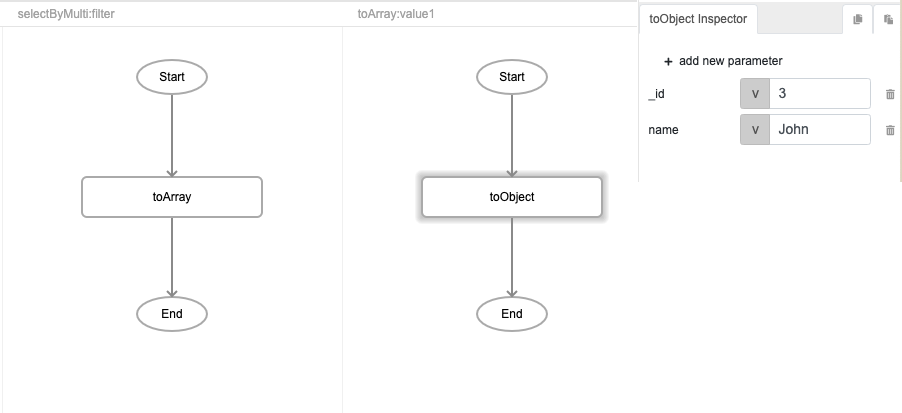 selectByMulti:filter
Start
toArray
End
toArray:value1
Start
toObject
End
toObject Inspector
+ add new parameter
_id v 3
name v John